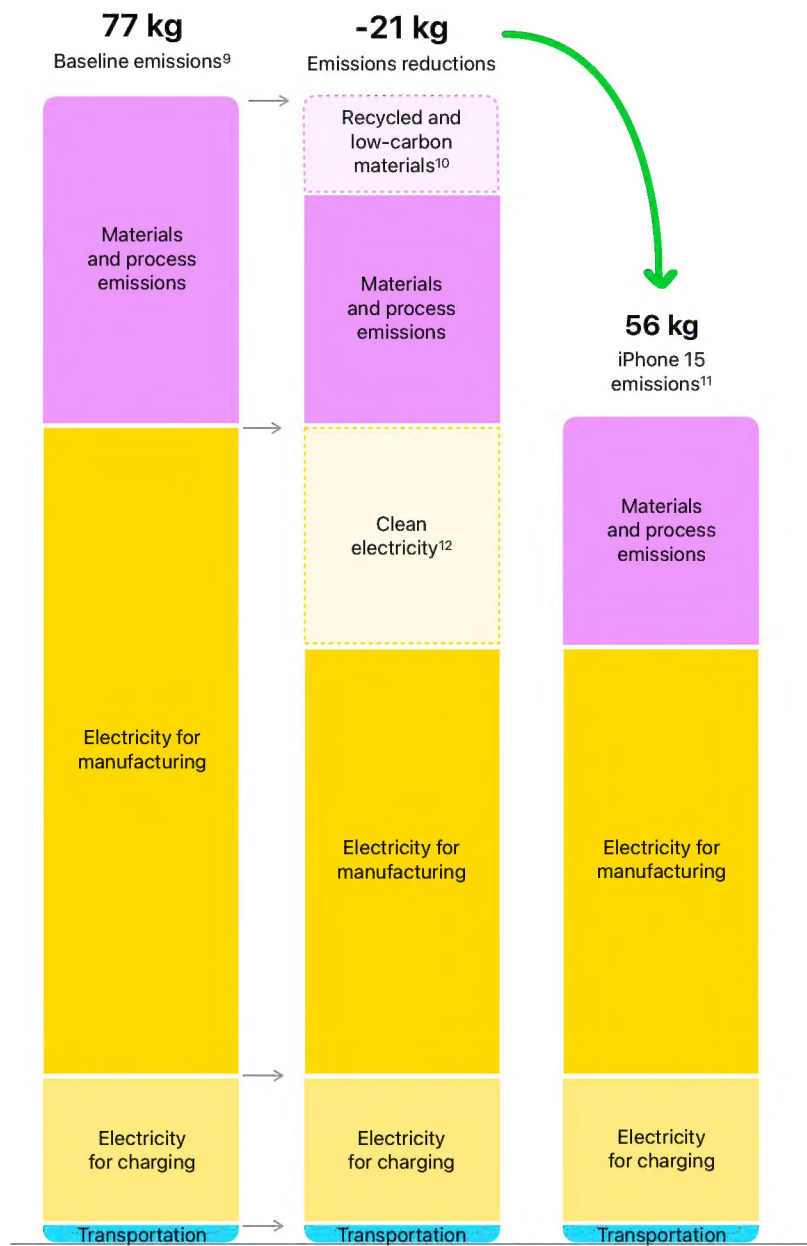 77 kg
Baseline emissions⁹
Materials
and process
emissions
Electricity for
manufacturing
Electricity
for charging
Transportation
-21 kg
Emissions reductions
Recycled and
low-carbon
materials¹⁰
Materials
and process
emissions
Clean
electricity¹²
Electricity for
manufacturing
Electricity
for charging
Transportation
56 kg
iPhone 15
emissions¹¹
Materials
and process
emissions
Electricity for
manufacturing
Electricity
for charging
Transportation